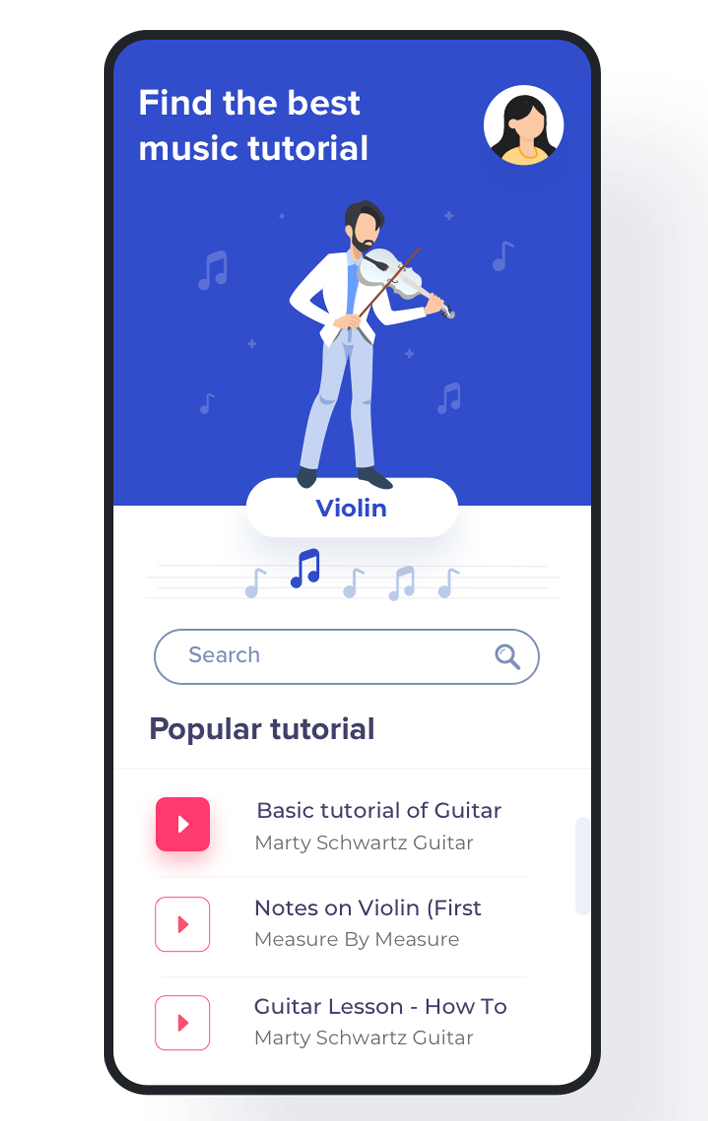 Find the best
music tutorial
Violin
Search
Popular tutorial
Basic tutorial of Guitar
Marty Schwartz Guitar
Notes on Violin (First
Measure By Measure
Guitar Lesson - How To
Marty Schwartz Guitar